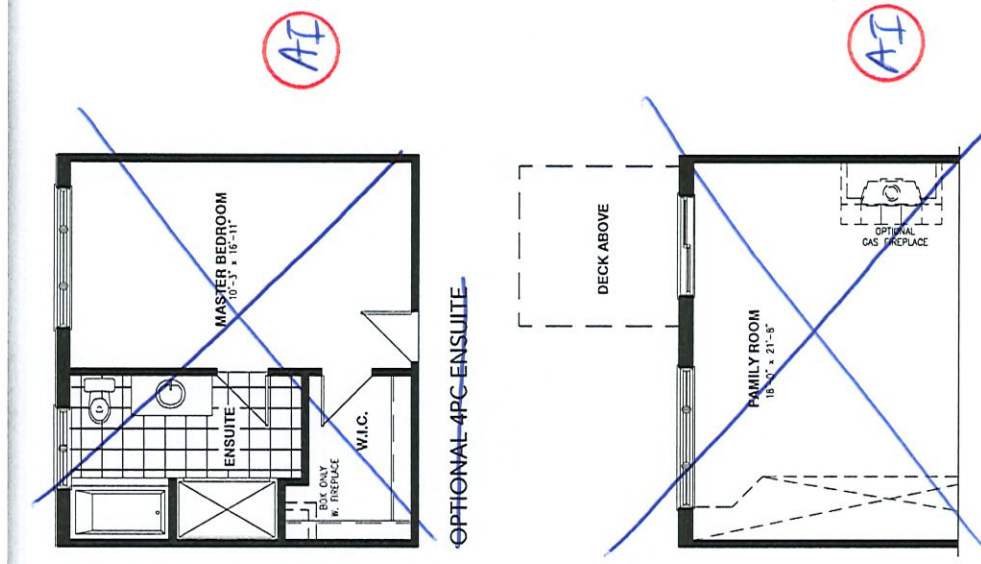 AI
MASTER BEDROOM
10'-3" x 16'-11"
ENSUITE
W.I.C.
BOX ONLY
W. FIREPLACE
OPTIONAL 4PC ENSUITE
AI
DECK ABOVE
FAMILY ROOM
18'-0" x 21'-8"
OPTIONAL
GAS FIREPLACE